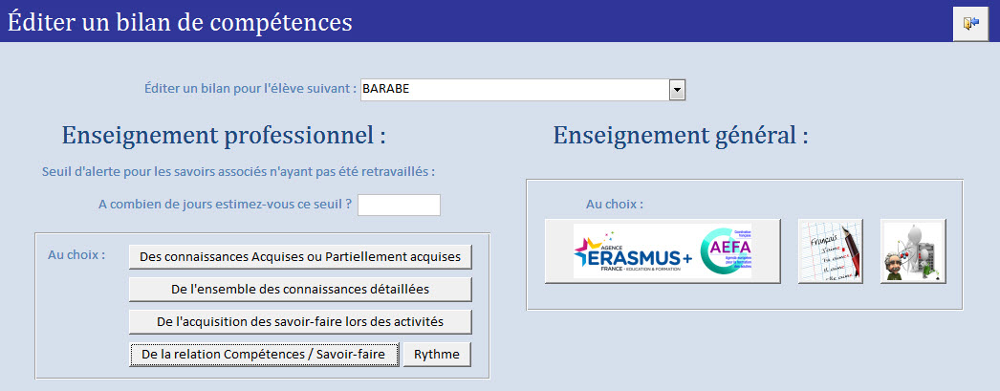 Éditer un bilan de compétences
Éditer un bilan pour l'élève suivant : BARABE
Enseignement professionnel :
Seuil d'alerte pour les savoirs associés n'ayant pas été retravaillés :
A combien de jours estimez-vous ce seuil ?
Au choix :
Des connaissances Acquises ou Partiellement acquises
De l'ensemble des connaissances détaillées
De l'acquisition des savoir-faire lors des activités
De la relation Compétences / Savoir-faire
Rythme
Enseignement général :
Au choix :
AGENCE
ERASMUS+
FRANCE - EDUCATION & FORMATION
AEFA
Français
J'aime